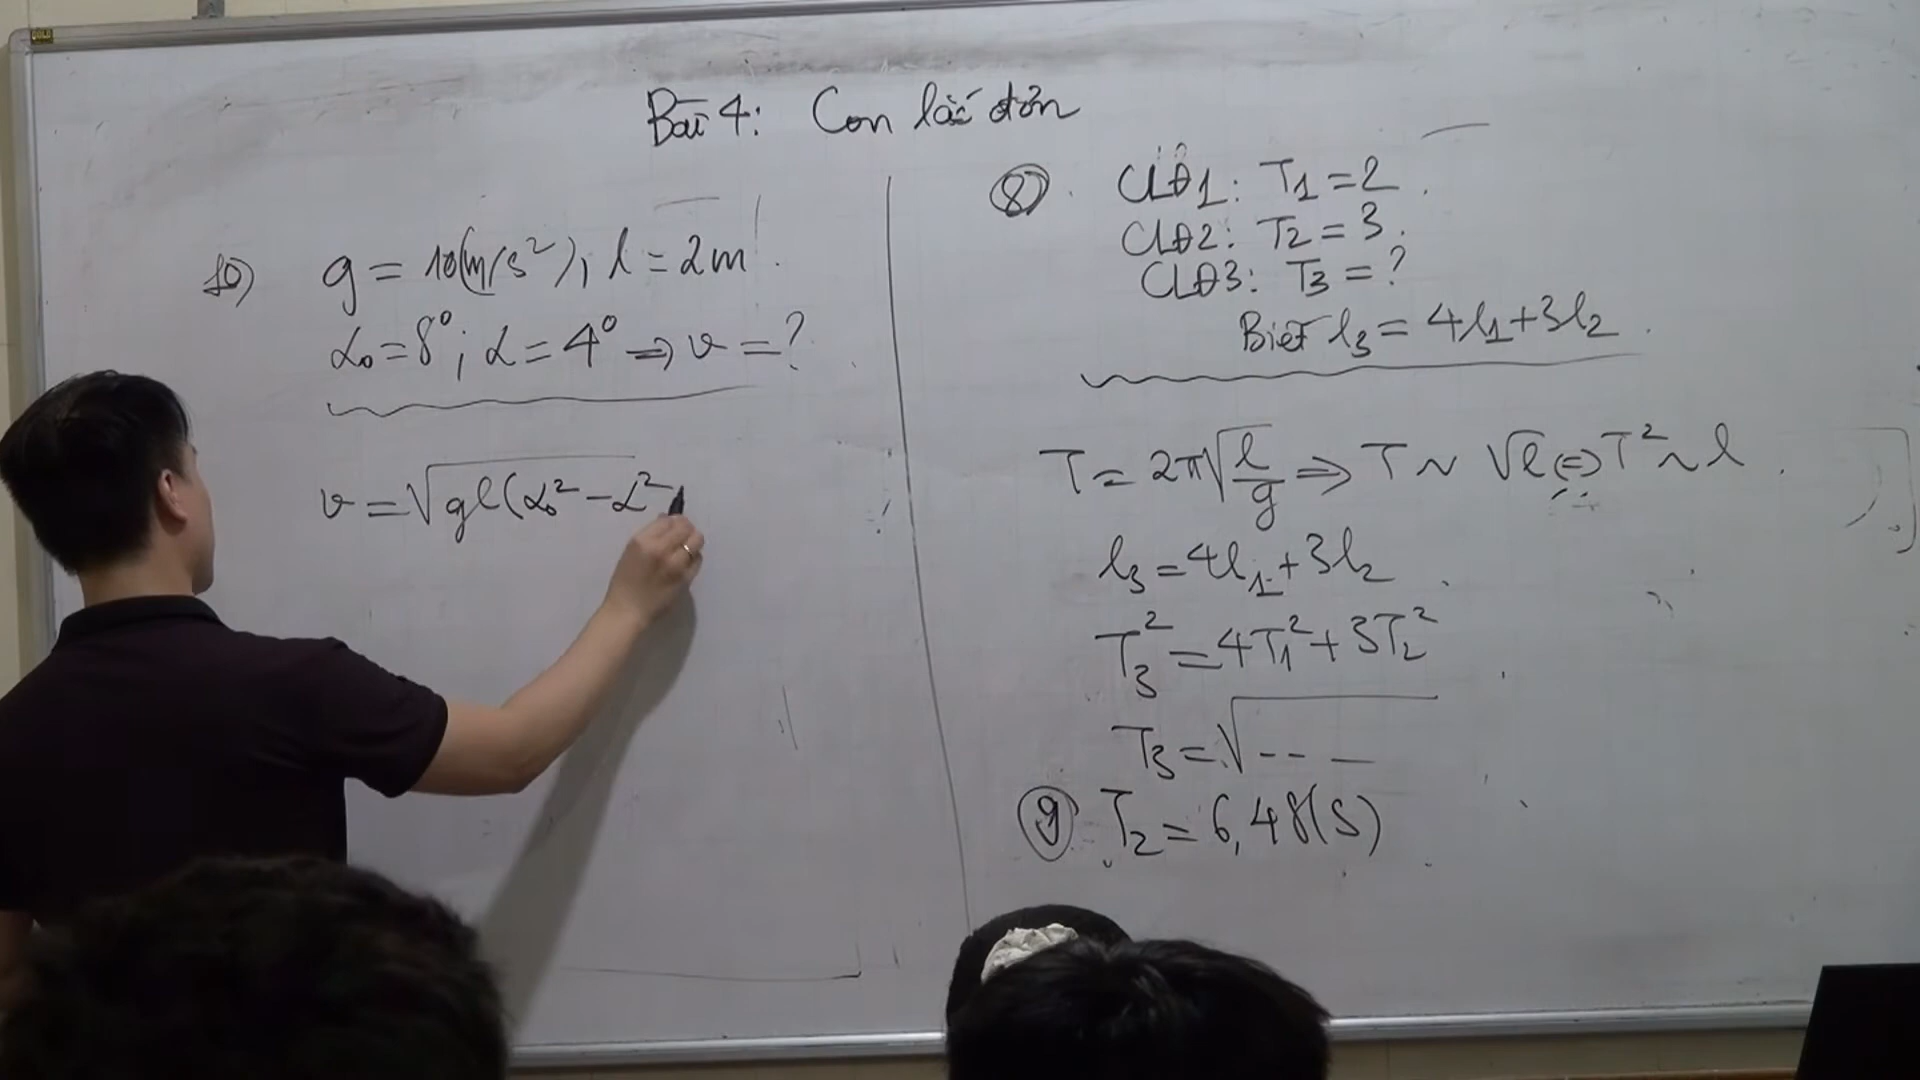 Bài 4: Con lắc đơn
10) g = 10(m/s²), l = 2m
α₀ = 8⁰; α = 4⁰ ⇒ v = ?
v = √gl(α₀² - α²
⑧ CLĐ1: T₁ = 2
CLĐ2: T₂ = 3
CLĐ3: T₃ = ?
Biết l₃ = 4l₁ + 3l₂
T = 2π√l/g ⇒ T ~ √l ⇔ T² ~ l
l₃ = 4l₁ + 3l₂
T₃² = 4T₁² + 3T₂²
T₃ = √-- —
⑨ T₂ = 6,48(s)